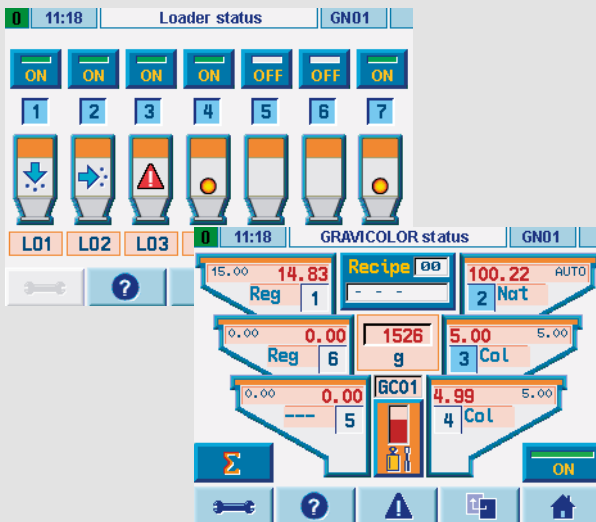 0 11:18 Loader status GN01
ON ON ON ON OFF OFF ON
1 2 3 4 5 6 7
L01 L02 L03
?
0 11:18 GRAVICOLOR status GN01
15.00 14.83 Recipe 00 100.22 AUTO
Reg 1 - - - 2 Nat
0.00 0.00 1526 5.00 5.00
Reg 6 g 3 Col
0.00 0.00 GC01 4.99 5.00
--- 5 4 Col
Σ ON
?